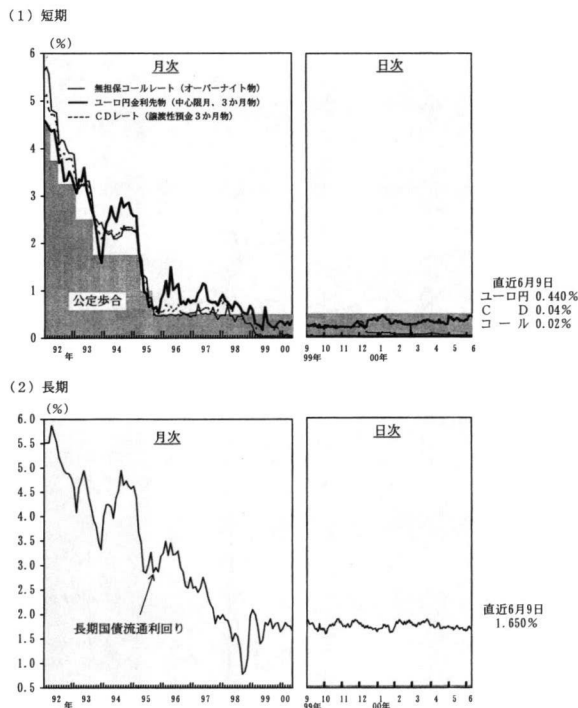 （１）短期
（％）
月次
日次
無担保コールレート（オーバーナイト物）
ユーロ円金利先物（中心限月、３か月物）
ＣＤレート（譲渡性預金３か月物）
6
5
4
3
2
1
0
公定歩合
直近6月9日
ユーロ円 0.440％
Ｃ　Ｄ 0.04％
コール 0.02％
92 93 94 95 96 97 98 99 00
年
9 10 11 12 1 2 3 4 5 6
99年 00年
（２）長期
（％）
月次
日次
6.0
5.5
5.0
4.5
4.0
3.5
3.0
2.5
2.0
1.5
1.0
0.5
0.0
長期国債流通利回り
直近6月9日
1.650％
92 93 94 95 96 97 98 99 00
年
9 10 11 12 1 2 3 4 5 6
99年 00年